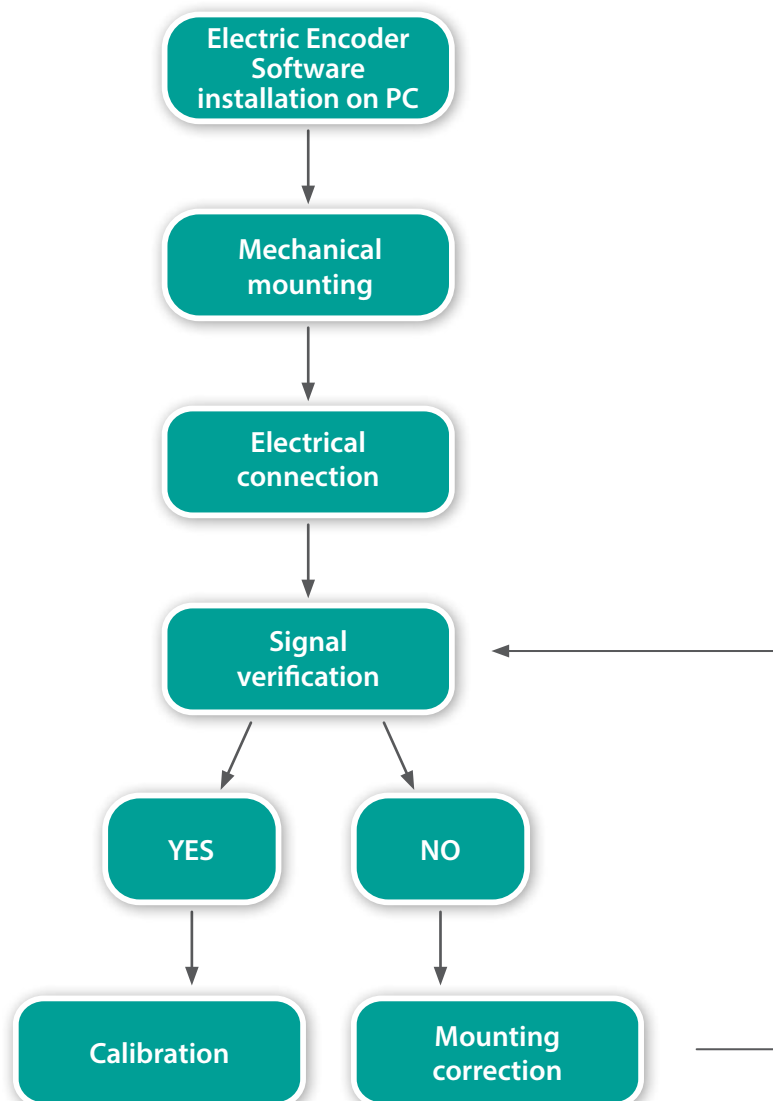 Electric Encoder
Software
installation on PC
Mechanical
mounting
Electrical
connection
Signal
verification
YES
NO
Calibration
Mounting
correction